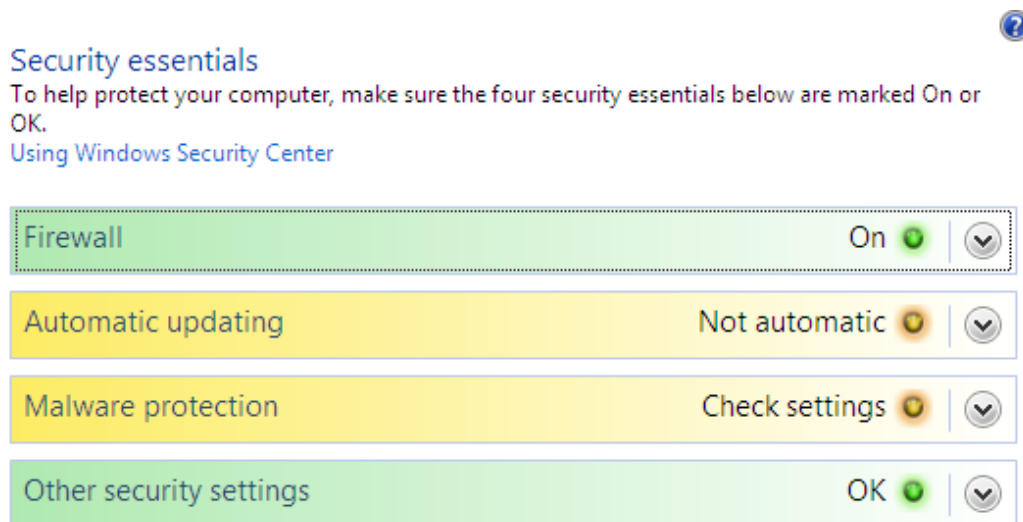 ?
Security essentials
To help protect your computer, make sure the four security essentials below are marked On or
OK.
Using Windows Security Center
Firewall On
Automatic updating Not automatic
Malware protection Check settings
Other security settings OK